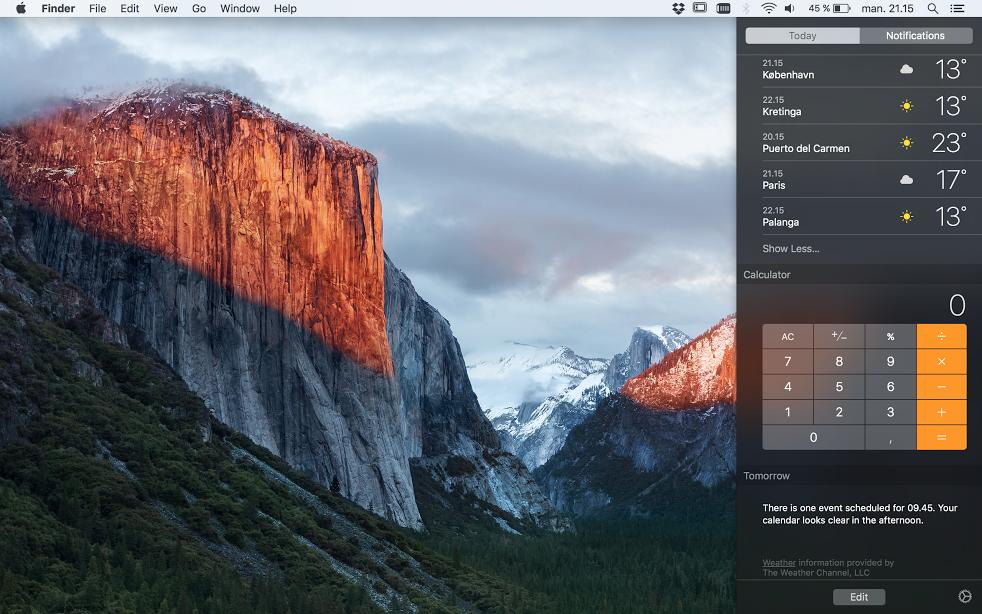 Finder File Edit View Go Window Help 45 % man. 21.15
Today Notifications
21.15
København 13°
22.15
Kretinga 13°
20.15
Puerto del Carmen 23°
21.15
Paris 17°
22.15
Palanga 13°
Show Less...
Calculator
0
AC +/− % ÷
7 8 9 ×
4 5 6 −
1 2 3 +
0 , =
Tomorrow
There is one event scheduled for 09.45. Your
calendar looks clear in the afternoon.
Weather information provided by
The Weather Channel, LLC
Edit